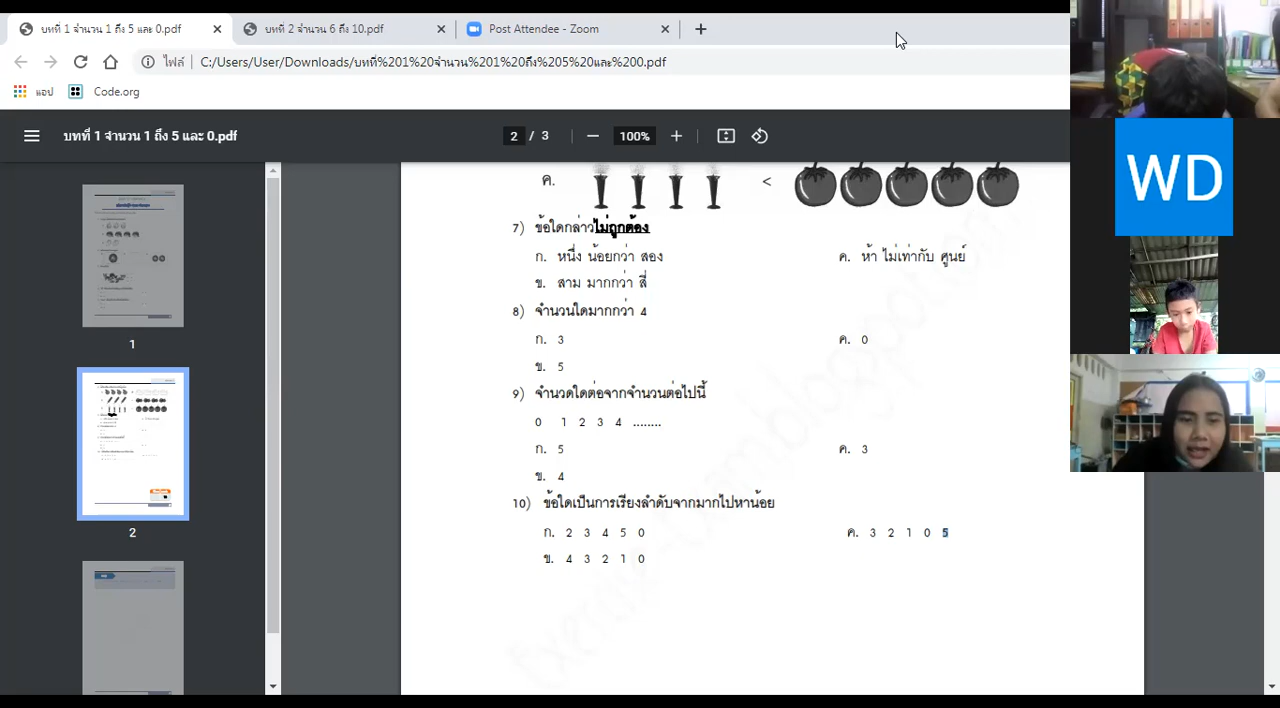 บทที่ 1 จำนวน 1 ถึง 5 และ 0.pdf
บทที่ 2 จำนวน 6 ถึง 10.pdf
Post Attendee - Zoom
ไฟล์
C:/Users/User/Downloads/บทที่%201%20จำนวน%201%20ถึง%205%20และ%200.pdf
แอป
Code.org
บทที่ 1 จำนวน 1 ถึง 5 และ 0.pdf
2 / 3
100%
1
2
ค. <
7) ข้อใดกล่าวไม่ถูกต้อง
ก. หนึ่ง น้อยกว่า สอง
ค. ห้า ไม่เท่ากับ ศูนย์
ข. สาม มากกว่า สี่
8) จำนวนใดมากกว่า 4
ก. 3
ค. 0
ข. 5
9) จำนวดใดต่อจากจำนวนต่อไปนี้
0 1 2 3 4 ........
ก. 5
ค. 3
ข. 4
10) ข้อใดเป็นการเรียงลำดับจากมากไปหาน้อย
ก. 2 3 4 5 0
ค. 3 2 1 0 5
ข. 4 3 2 1 0
WD